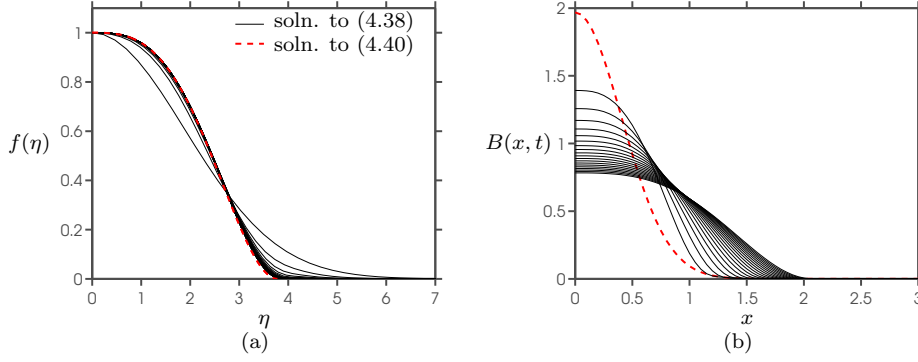 soln. to (4.38)
soln. to (4.40)
f(η)
1
0.8
0.6
0.4
0.2
0
0 1 2 3 4 5 6 7
η
(a)
B(x, t)
2
1.5
1
0.5
0
0 0.5 1 1.5 2 2.5 3
x
(b)